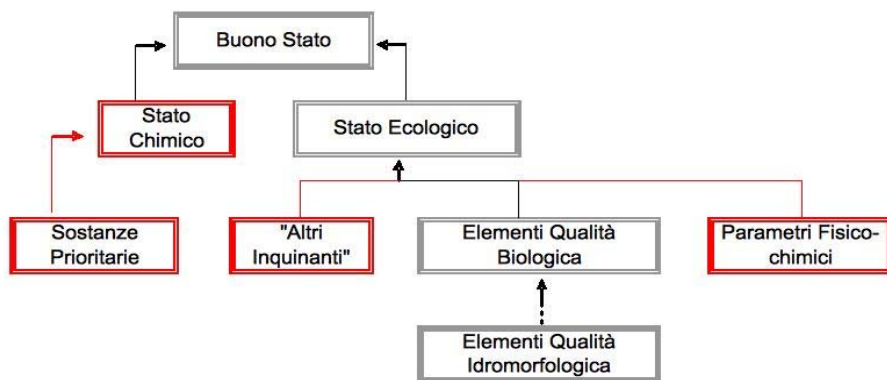 Buono Stato
Stato
Chimico
Stato Ecologico
Sostanze
Prioritarie
"Altri
Inquinanti"
Elementi Qualità
Biologica
Parametri Fisico-
chimici
Elementi Qualità
Idromorfologica